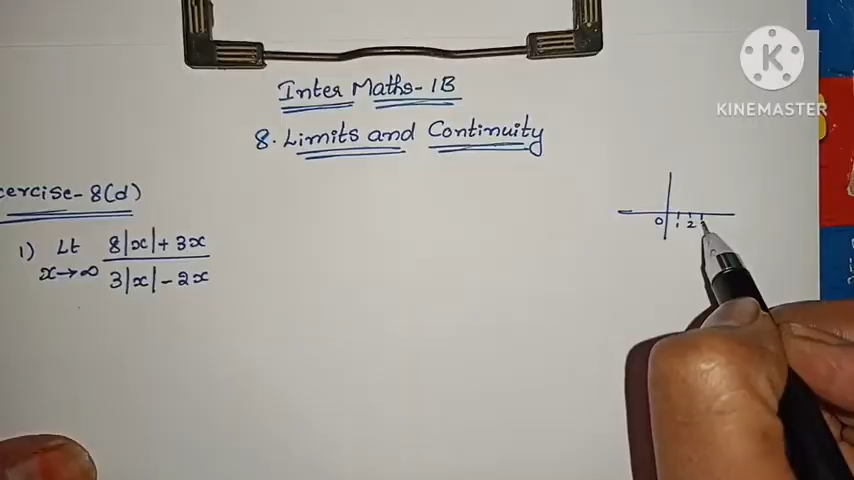 Inter Maths-1B
8. Limits and Continuity
ercise-8(d)
1) Lt 8|x|+3x
x→∞ 3|x|-2x
0 1 2
K
KINEMASTER